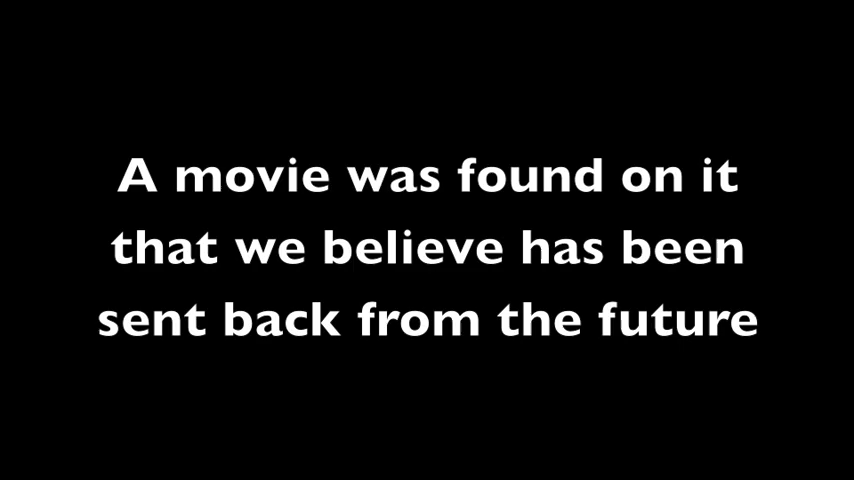 A movie was found on it
that we believe has been
sent back from the future